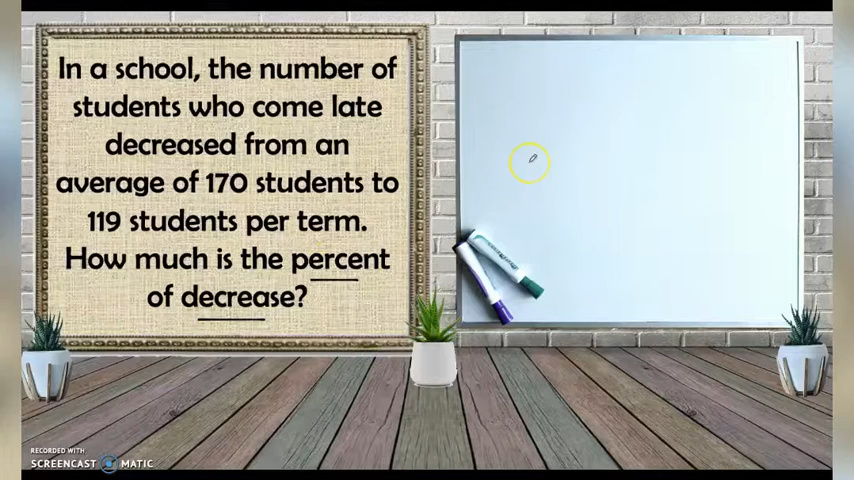 In a school, the number of
students who come late
decreased from an
average of 170 students to
119 students per term.
How much is the percent
of decrease?
RECORDED WITH
SCREENCAST MATIC